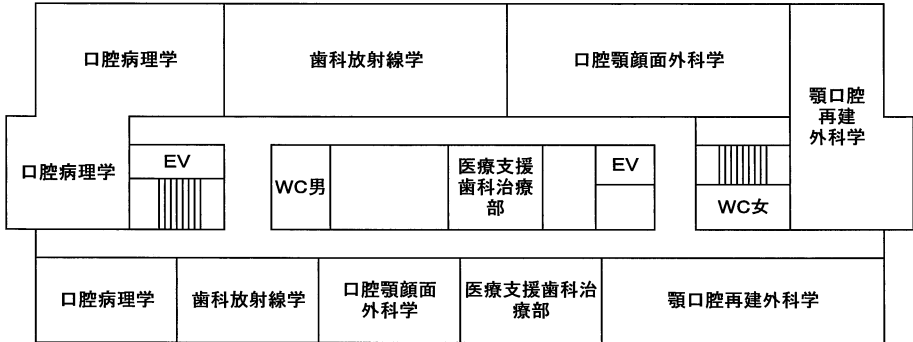 口腔病理学
歯科放射線学
口腔顎顔面外科学
顎口腔
再建
外科学
口腔病理学
EV
WC男
医療支援
歯科治療
部
EV
WC女
口腔病理学
歯科放射線学
口腔顎顔面
外科学
医療支援歯科治
療部
顎口腔再建外科学